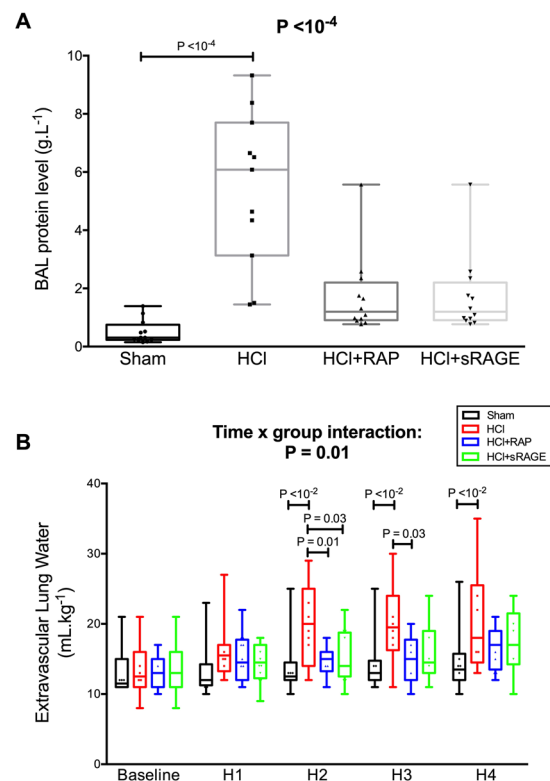 A
P <10-4
P <10-4
BAL protein level (g.L-1)
10
8
6
4
2
0
Sham HCl HCl+RAP HCl+sRAGE
Sham
HCl
HCl+RAP
HCl+sRAGE
B
Time x group interaction:
P = 0.01
Extravascular Lung Water
(mL.kg-1)
40
30
20
10
0
P <10-2
P = 0.03
P = 0.01
P <10-2
P = 0.03
P <10-2
Baseline H1 H2 H3 H4